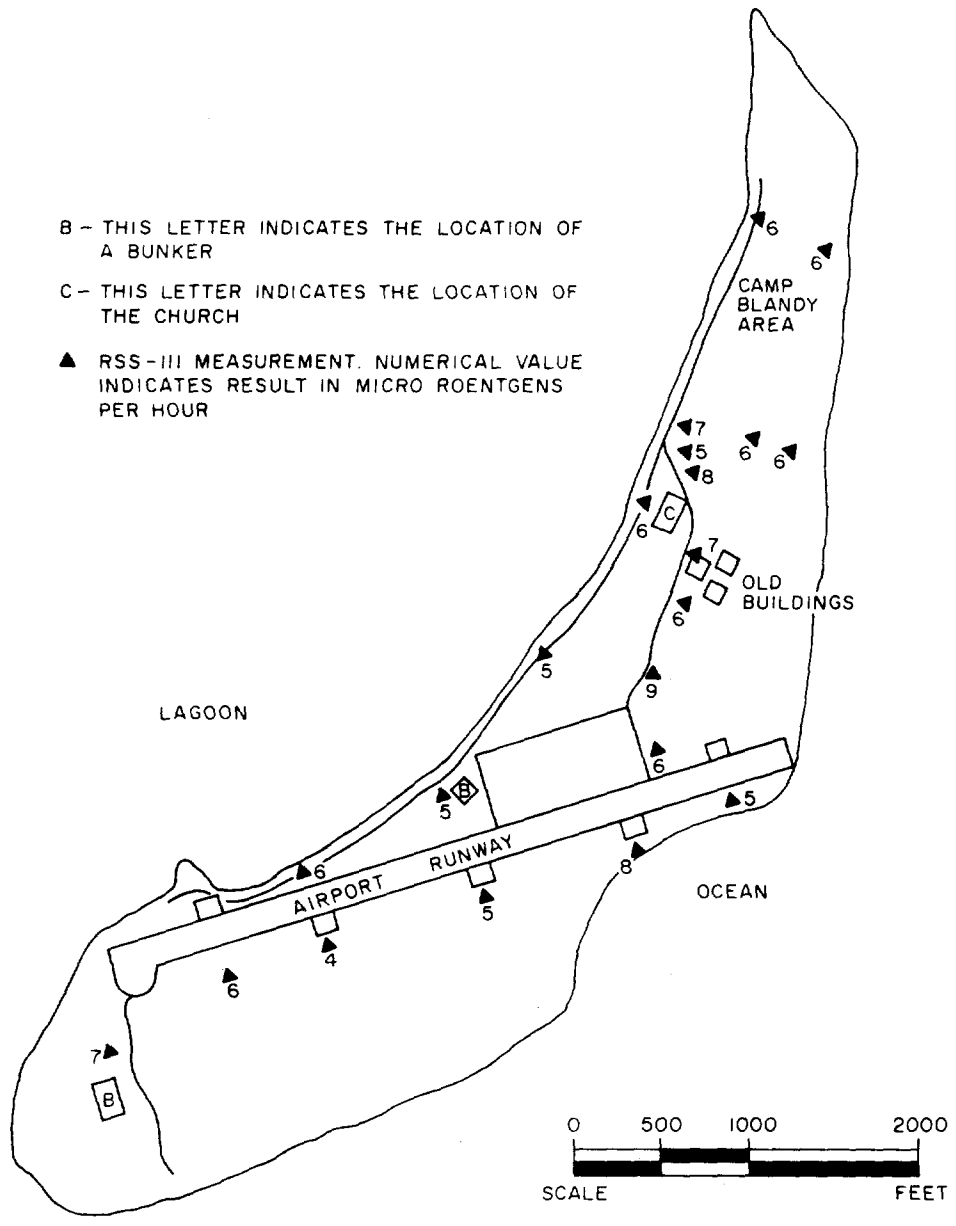 B – THIS LETTER INDICATES THE LOCATION OF
A BUNKER
C – THIS LETTER INDICATES THE LOCATION OF
THE CHURCH
▲ RSS-III MEASUREMENT. NUMERICAL VALUE
INDICATES RESULT IN MICRO ROENTGENS
PER HOUR
6
6
CAMP
BLANDY
AREA
7
5
8
6
6
6
C
7
OLD
BUILDINGS
6
5
9
LAGOON
6
B
5
5
AIRPORT RUNWAY
6
8
5
OCEAN
4
6
7
B
0 500 1000 2000
SCALE FEET